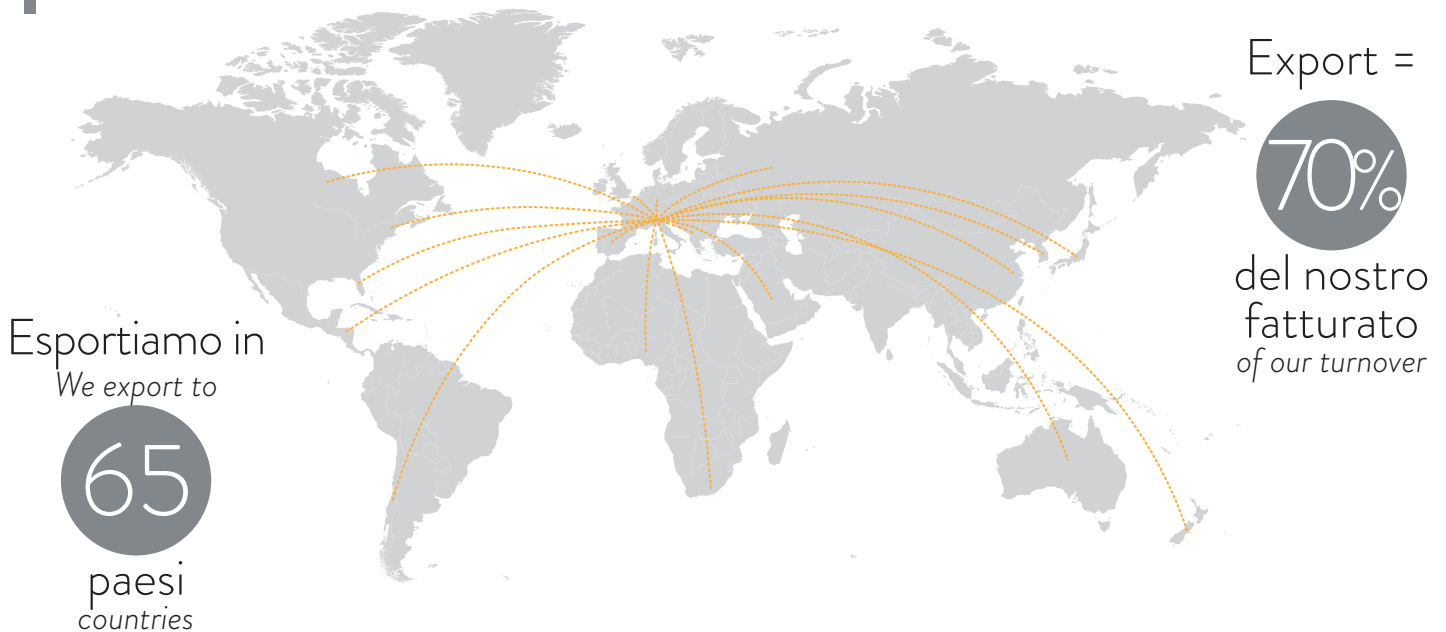 Esportiamo in
We export to
65
paesi
countries
Export =
70%
del nostro
fatturato
of our turnover